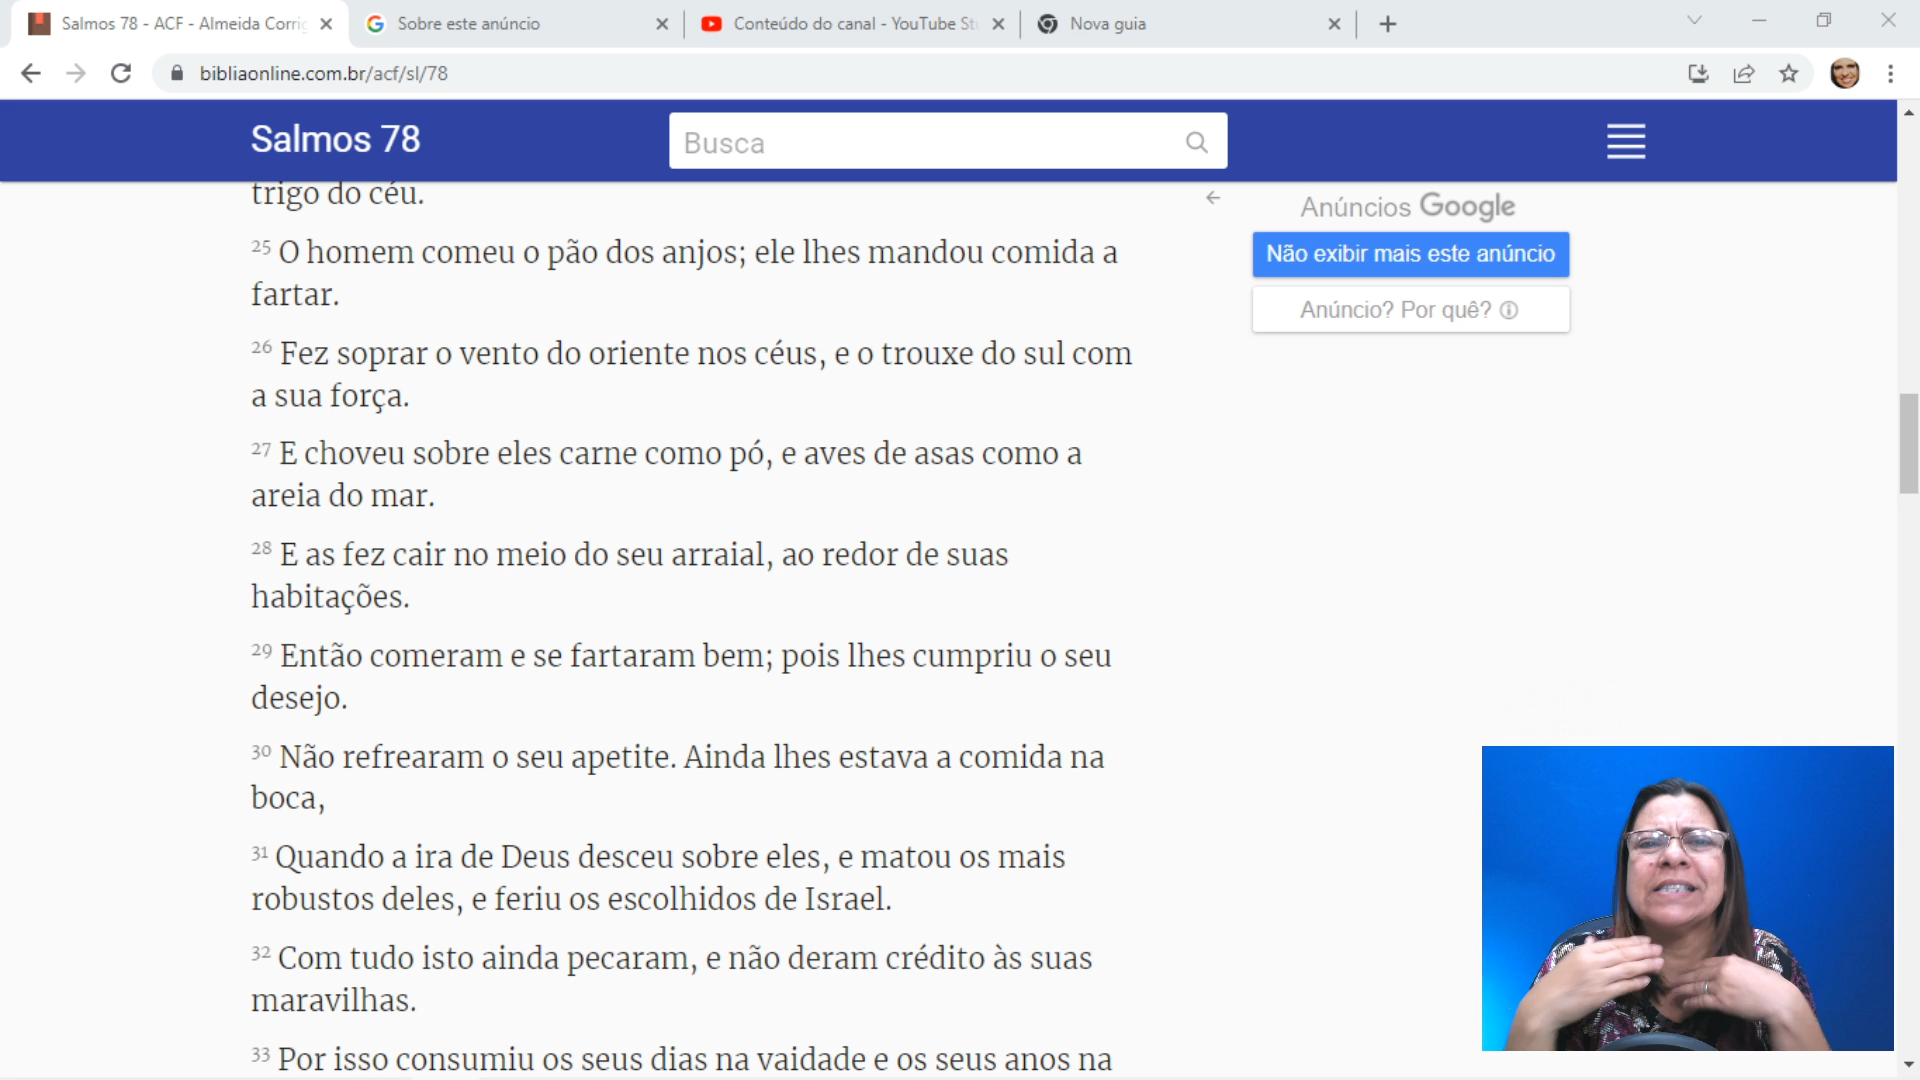 Salmos 78 - ACF - Almeida Corrig
Sobre este anúncio
Conteúdo do canal - YouTube St
Nova guia
bibliaonline.com.br/acf/sl/78
Salmos 78
Busca
trigo do céu.
25 O homem comeu o pão dos anjos; ele lhes mandou comida a
fartar.
26 Fez soprar o vento do oriente nos céus, e o trouxe do sul com
a sua força.
27 E choveu sobre eles carne como pó, e aves de asas como a
areia do mar.
28 E as fez cair no meio do seu arraial, ao redor de suas
habitações.
29 Então comeram e se fartaram bem; pois lhes cumpriu o seu
desejo.
30 Não refrearam o seu apetite. Ainda lhes estava a comida na
boca,
31 Quando a ira de Deus desceu sobre eles, e matou os mais
robustos deles, e feriu os escolhidos de Israel.
32 Com tudo isto ainda pecaram, e não deram crédito às suas
maravilhas.
33 Por isso consumiu os seus dias na vaidade e os seus anos na
Anúncios Google
Não exibir mais este anúncio
Anúncio? Por quê?